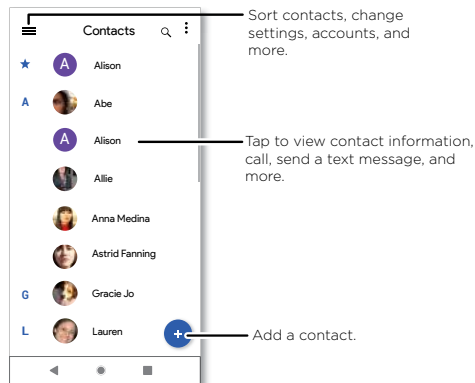 Contacts
Sort contacts, change
settings, accounts, and
more.
A Alison
A Abe
A Alison
Tap to view contact information,
call, send a text message, and
more.
Allie
Anna Medina
Astrid Fanning
G Gracie Jo
L Lauren
Add a contact.